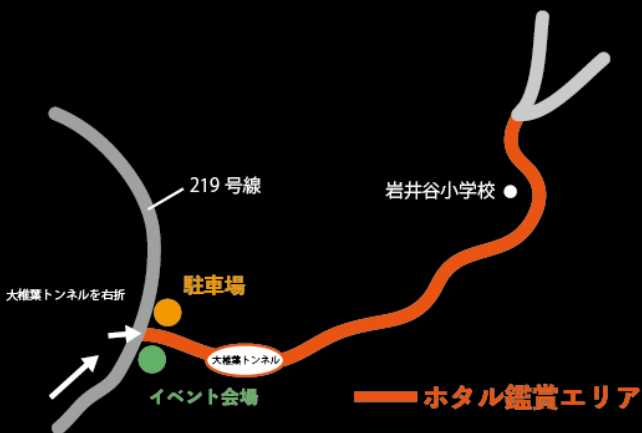 219 号線
岩井谷小学校
大椎葉トンネルを右折
駐車場
大椎葉トンネル
イベント会場
ホタル鑑賞エリア